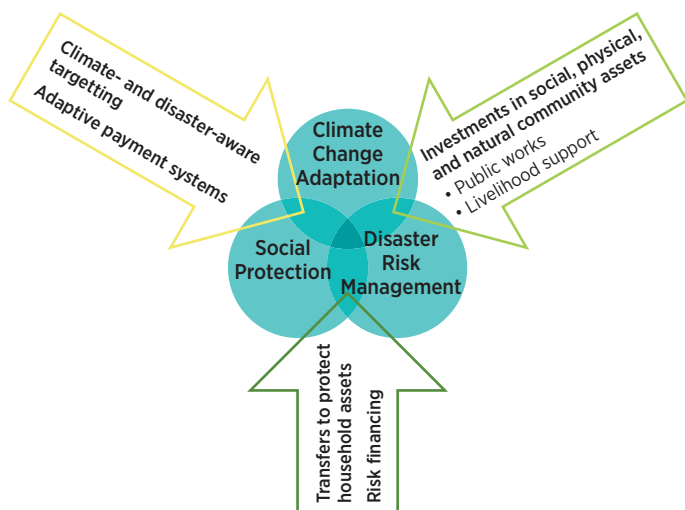 Climate- and disaster-aware
targetting
Adaptive payment systems
Investments in social, physical,
and natural community assets
• Public works
• Livelihood support
Climate
Change
Adaptation
Social
Protection
Disaster
Risk
Management
Transfers to protect
household assets
Risk financing